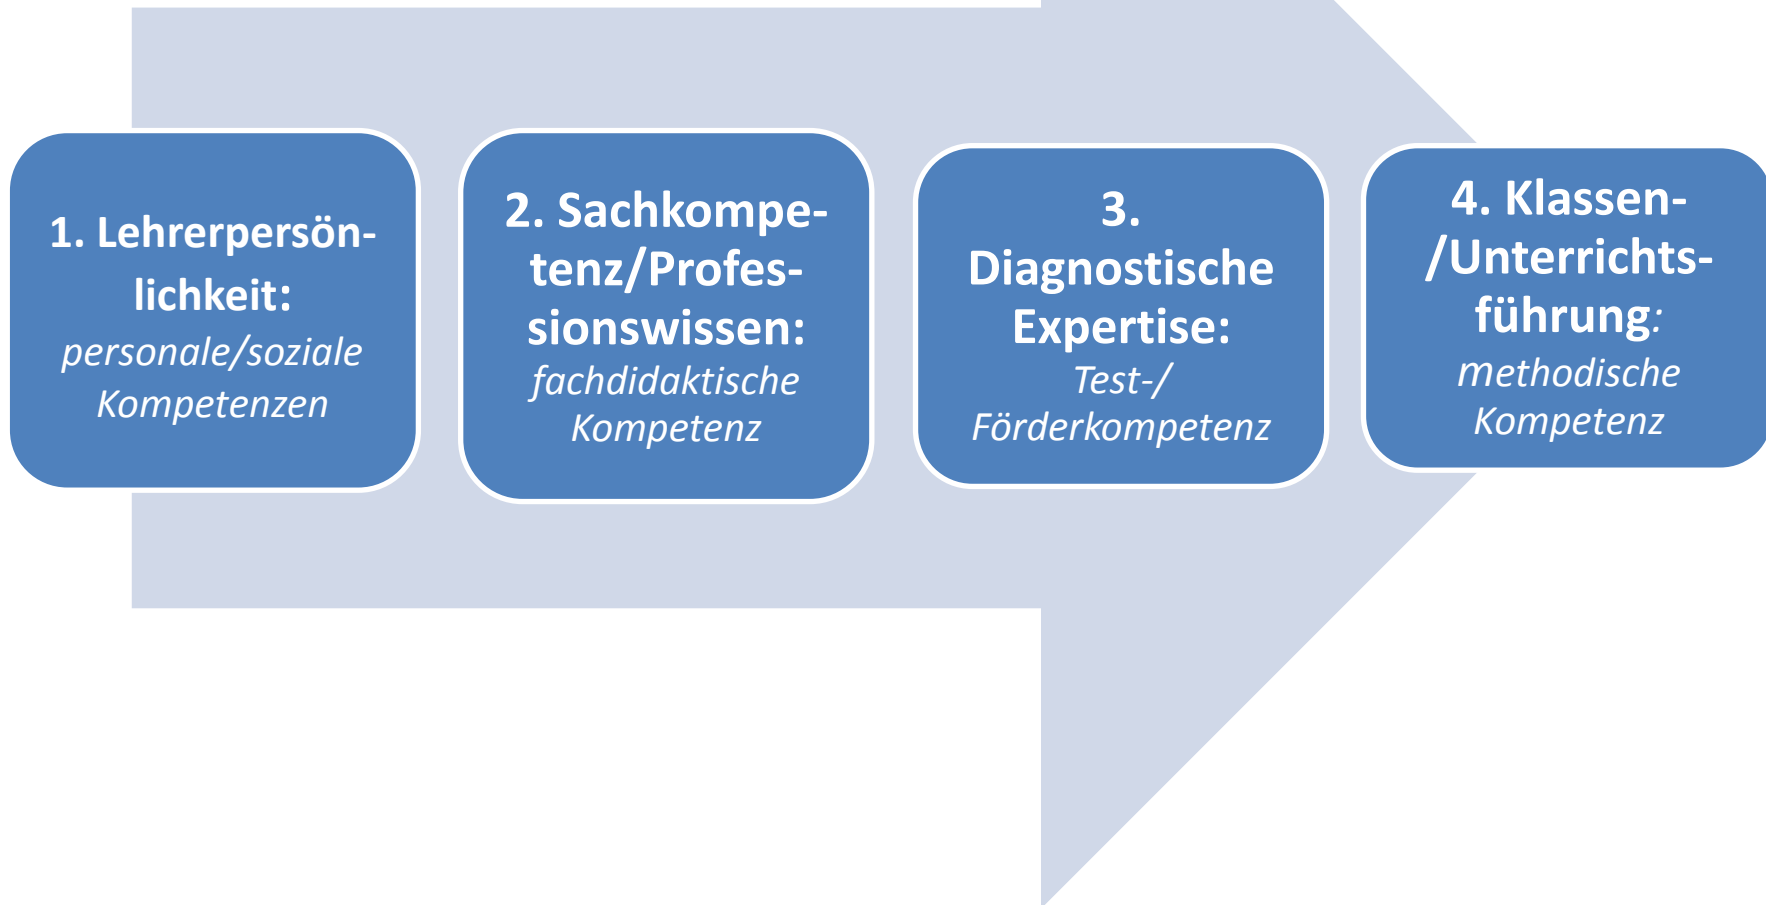 1. Lehrerpersön-
lichkeit:
personale/soziale
Kompetenzen
2. Sachkompe-
tenz/Profes-
sionswissen:
fachdidaktische
Kompetenz
3.
Diagnostische
Expertise:
Test-/
Förderkompetenz
4. Klassen-
/Unterrichts-
führung:
methodische
Kompetenz